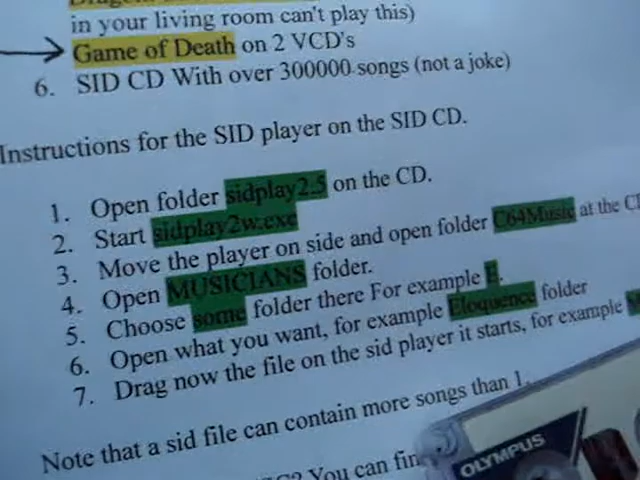 in your living room can't play this)
Game of Death on 2 VCD's
6. SID CD With over 300000 songs (not a joke)
Instructions for the SID player on the SID CD.
1. Open folder sidplay2.5 on the CD.
2. Start sidplay2w.exe
3. Move the player on side and open folder C64Music at the CD
4. Open MUSICIANS folder.
5. Choose some folder there For example E.
6. Open what you want, for example Eloquence folder
7. Drag now the file on the sid player it starts, for example
Note that a sid file can contain more songs than 1.
You can fin
OLYMPUS